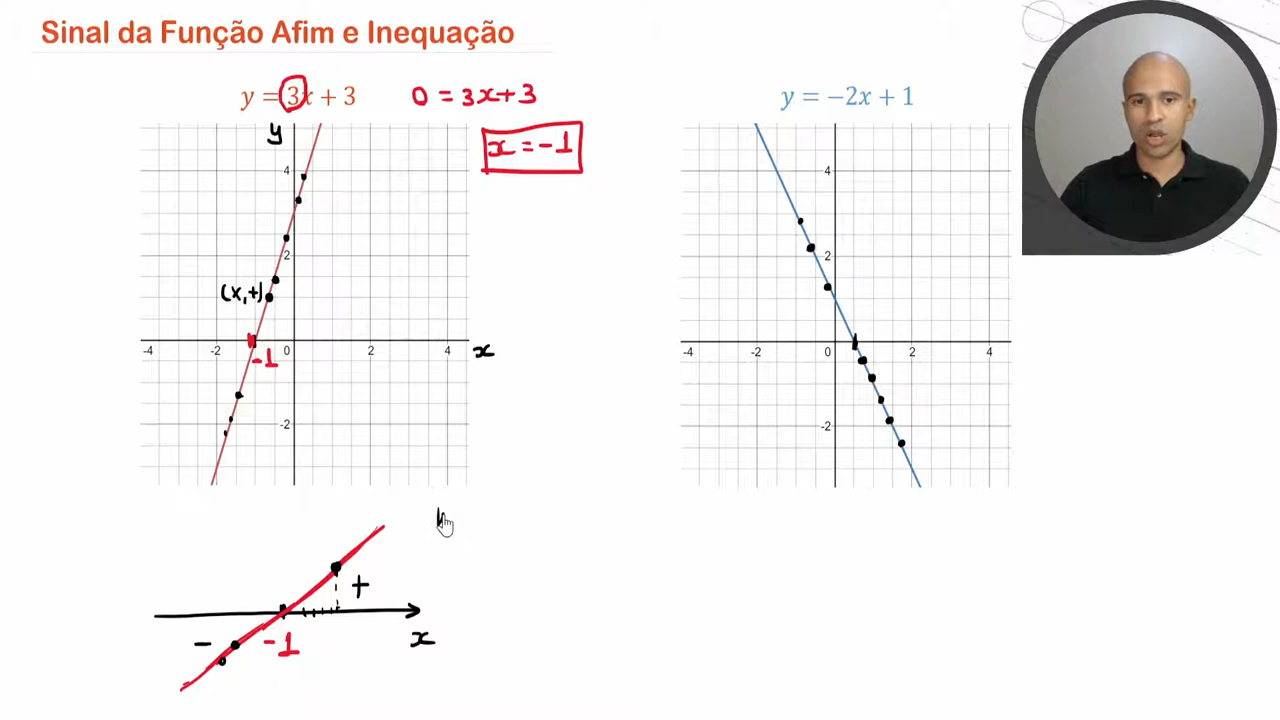 Sinal da Função Afim e Inequação
y = 3x + 3
0 = 3x+3
x = -1
y
4
2
(x,+)
-4
-2
0
2
4
x
-1
-2
y = −2x + 1
4
2
-4
-2
0
2
4
-2
+
-
-1
x